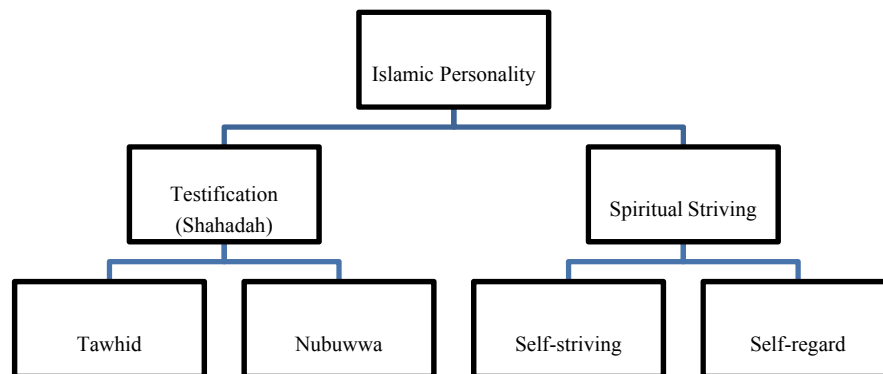 Islamic Personality
Testification
(Shahadah)
Spiritual Striving
Tawhid
Nubuwwa
Self-striving
Self-regard